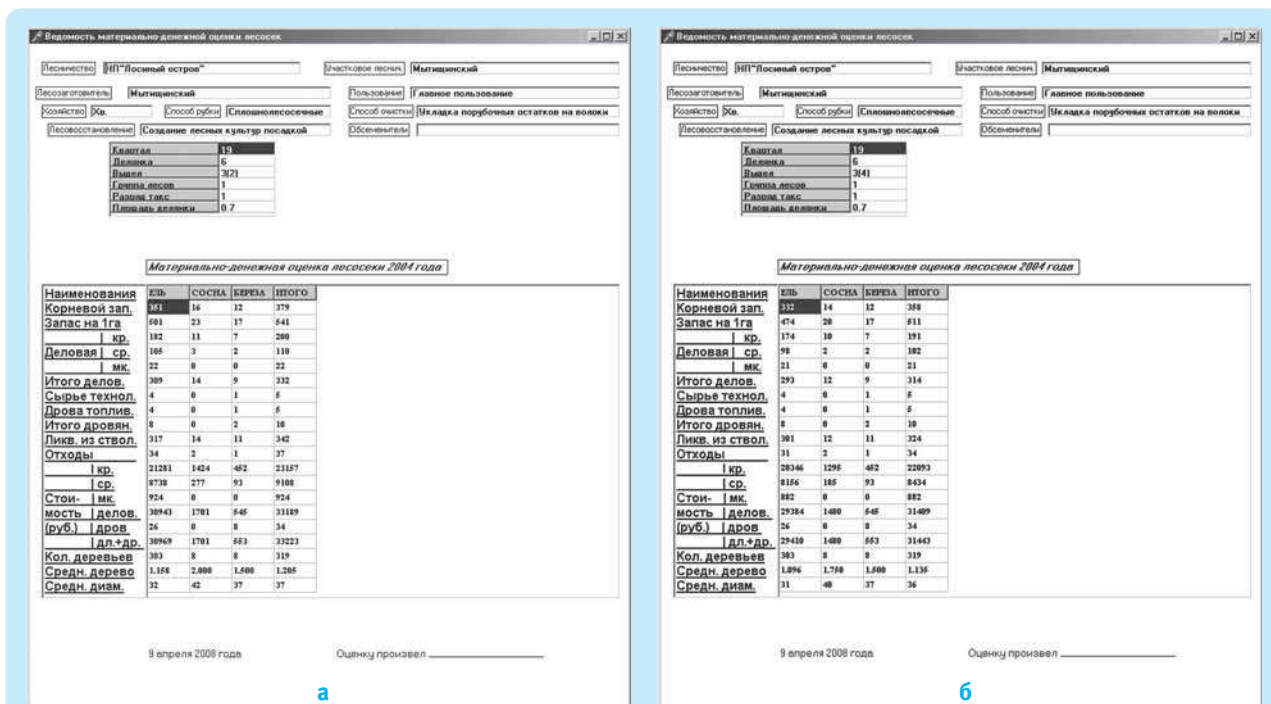 Ведомость материально-денежной оценки лесосек
Лесничество НП"Лосиный остров" Участковое леснич. Мытищинский
Лесозаготовитель Мытищинский Пользование Главное пользование
Хозяйство Хв. Способ рубки Сплошнолесосечные Способ очистки Укладка порубочных остатков на волоки
Лесовосстановление Создание лесных культур посадкой Обсеменители
Квартал 19
Делянка 6
Выдел 3(2)
Группа лесов 1
Разряд такс 1
Площадь делянки 0.7
Материально-денежная оценка лесосеки 2004 года
Наименования ЕЛЬ СОСНА БЕРЕЗА ИТОГО
Корневой зап. 351 16 12 379
Запас на 1га 501 23 17 541
кр. 182 11 7 200
Деловая ср. 105 3 2 110
мк. 22 0 0 22
Итого делов. 309 14 9 332
Сырье технол. 4 0 1 5
Дрова топлив. 4 0 1 5
Итого дровян. 8 0 2 10
Ликв. из ствол. 317 14 11 342
Отходы 34 2 1 37
кр. 21281 1424 452 23157
ср. 8738 277 93 9108
Стои- мк. 924 0 0 924
мость делов. 30943 1701 545 33189
(руб.) дров 26 0 8 34
дл.+др. 30969 1701 553 33223
Кол. деревьев 303 8 8 319
Средн. дерево 1.158 2.000 1.500 1.205
Средн. диам. 32 42 37 37
9 апреля 2008 года Оценку произвел
а
Ведомость материально-денежной оценки лесосек
Лесничество НП"Лосиный остров" Участковое леснич. Мытищинский
Лесозаготовитель Мытищинский Пользование Главное пользование
Хозяйство Хв. Способ рубки Сплошнолесосечные Способ очистки Укладка порубочных остатков на волоки
Лесовосстановление Создание лесных культур посадкой Обсеменители
Квартал 19
Делянка 6
Выдел 3(4)
Группа лесов 1
Разряд такс 1
Площадь делянки 0.7
Материально-денежная оценка лесосеки 2004 года
Наименования ЕЛЬ СОСНА БЕРЕЗА ИТОГО
Корневой зап. 332 14 12 358
Запас на 1га 474 20 17 511
кр. 174 10 7 191
Деловая ср. 98 2 2 102
мк. 21 0 0 21
Итого делов. 293 12 9 314
Сырье технол. 4 0 1 5
Дрова топлив. 4 0 1 5
Итого дровян. 8 0 2 10
Ликв. из ствол. 301 12 11 324
Отходы 31 2 1 34
кр. 20346 1295 452 22093
ср. 8156 185 93 8434
Стои- мк. 882 0 0 882
мость делов. 29384 1480 545 31409
(руб.) дров 26 0 8 34
дл.+др. 29410 1480 553 31443
Кол. деревьев 303 8 8 319
Средн. дерево 1.096 1.750 1.500 1.135
Средн. диам. 31 40 37 36
9 апреля 2008 года Оценку произвел
б